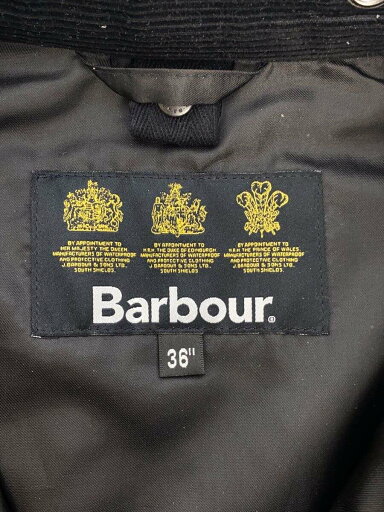 BY APPOINTMENT TO
HER MAJESTY THE QUEEN
MANUFACTURERS OF WATERPROOF
AND PROTECTIVE CLOTHING
J. BARBOUR & SONS LTD.
SOUTH SHIELDS
BY APPOINTMENT TO
H.R.H. THE DUKE OF EDINBURGH
MANUFACTURERS OF WATERPROOF
AND PROTECTIVE CLOTHING
J. BARBOUR & SONS LTD.
SOUTH SHIELDS
BY APPOINTMENT TO
H.R.H. THE PRINCE OF WALES
MANUFACTURERS OF WATERPROOF
AND PROTECTIVE CLOTHING
J. BARBOUR & SONS LTD.
SOUTH SHIELDS
Barbour®
36"